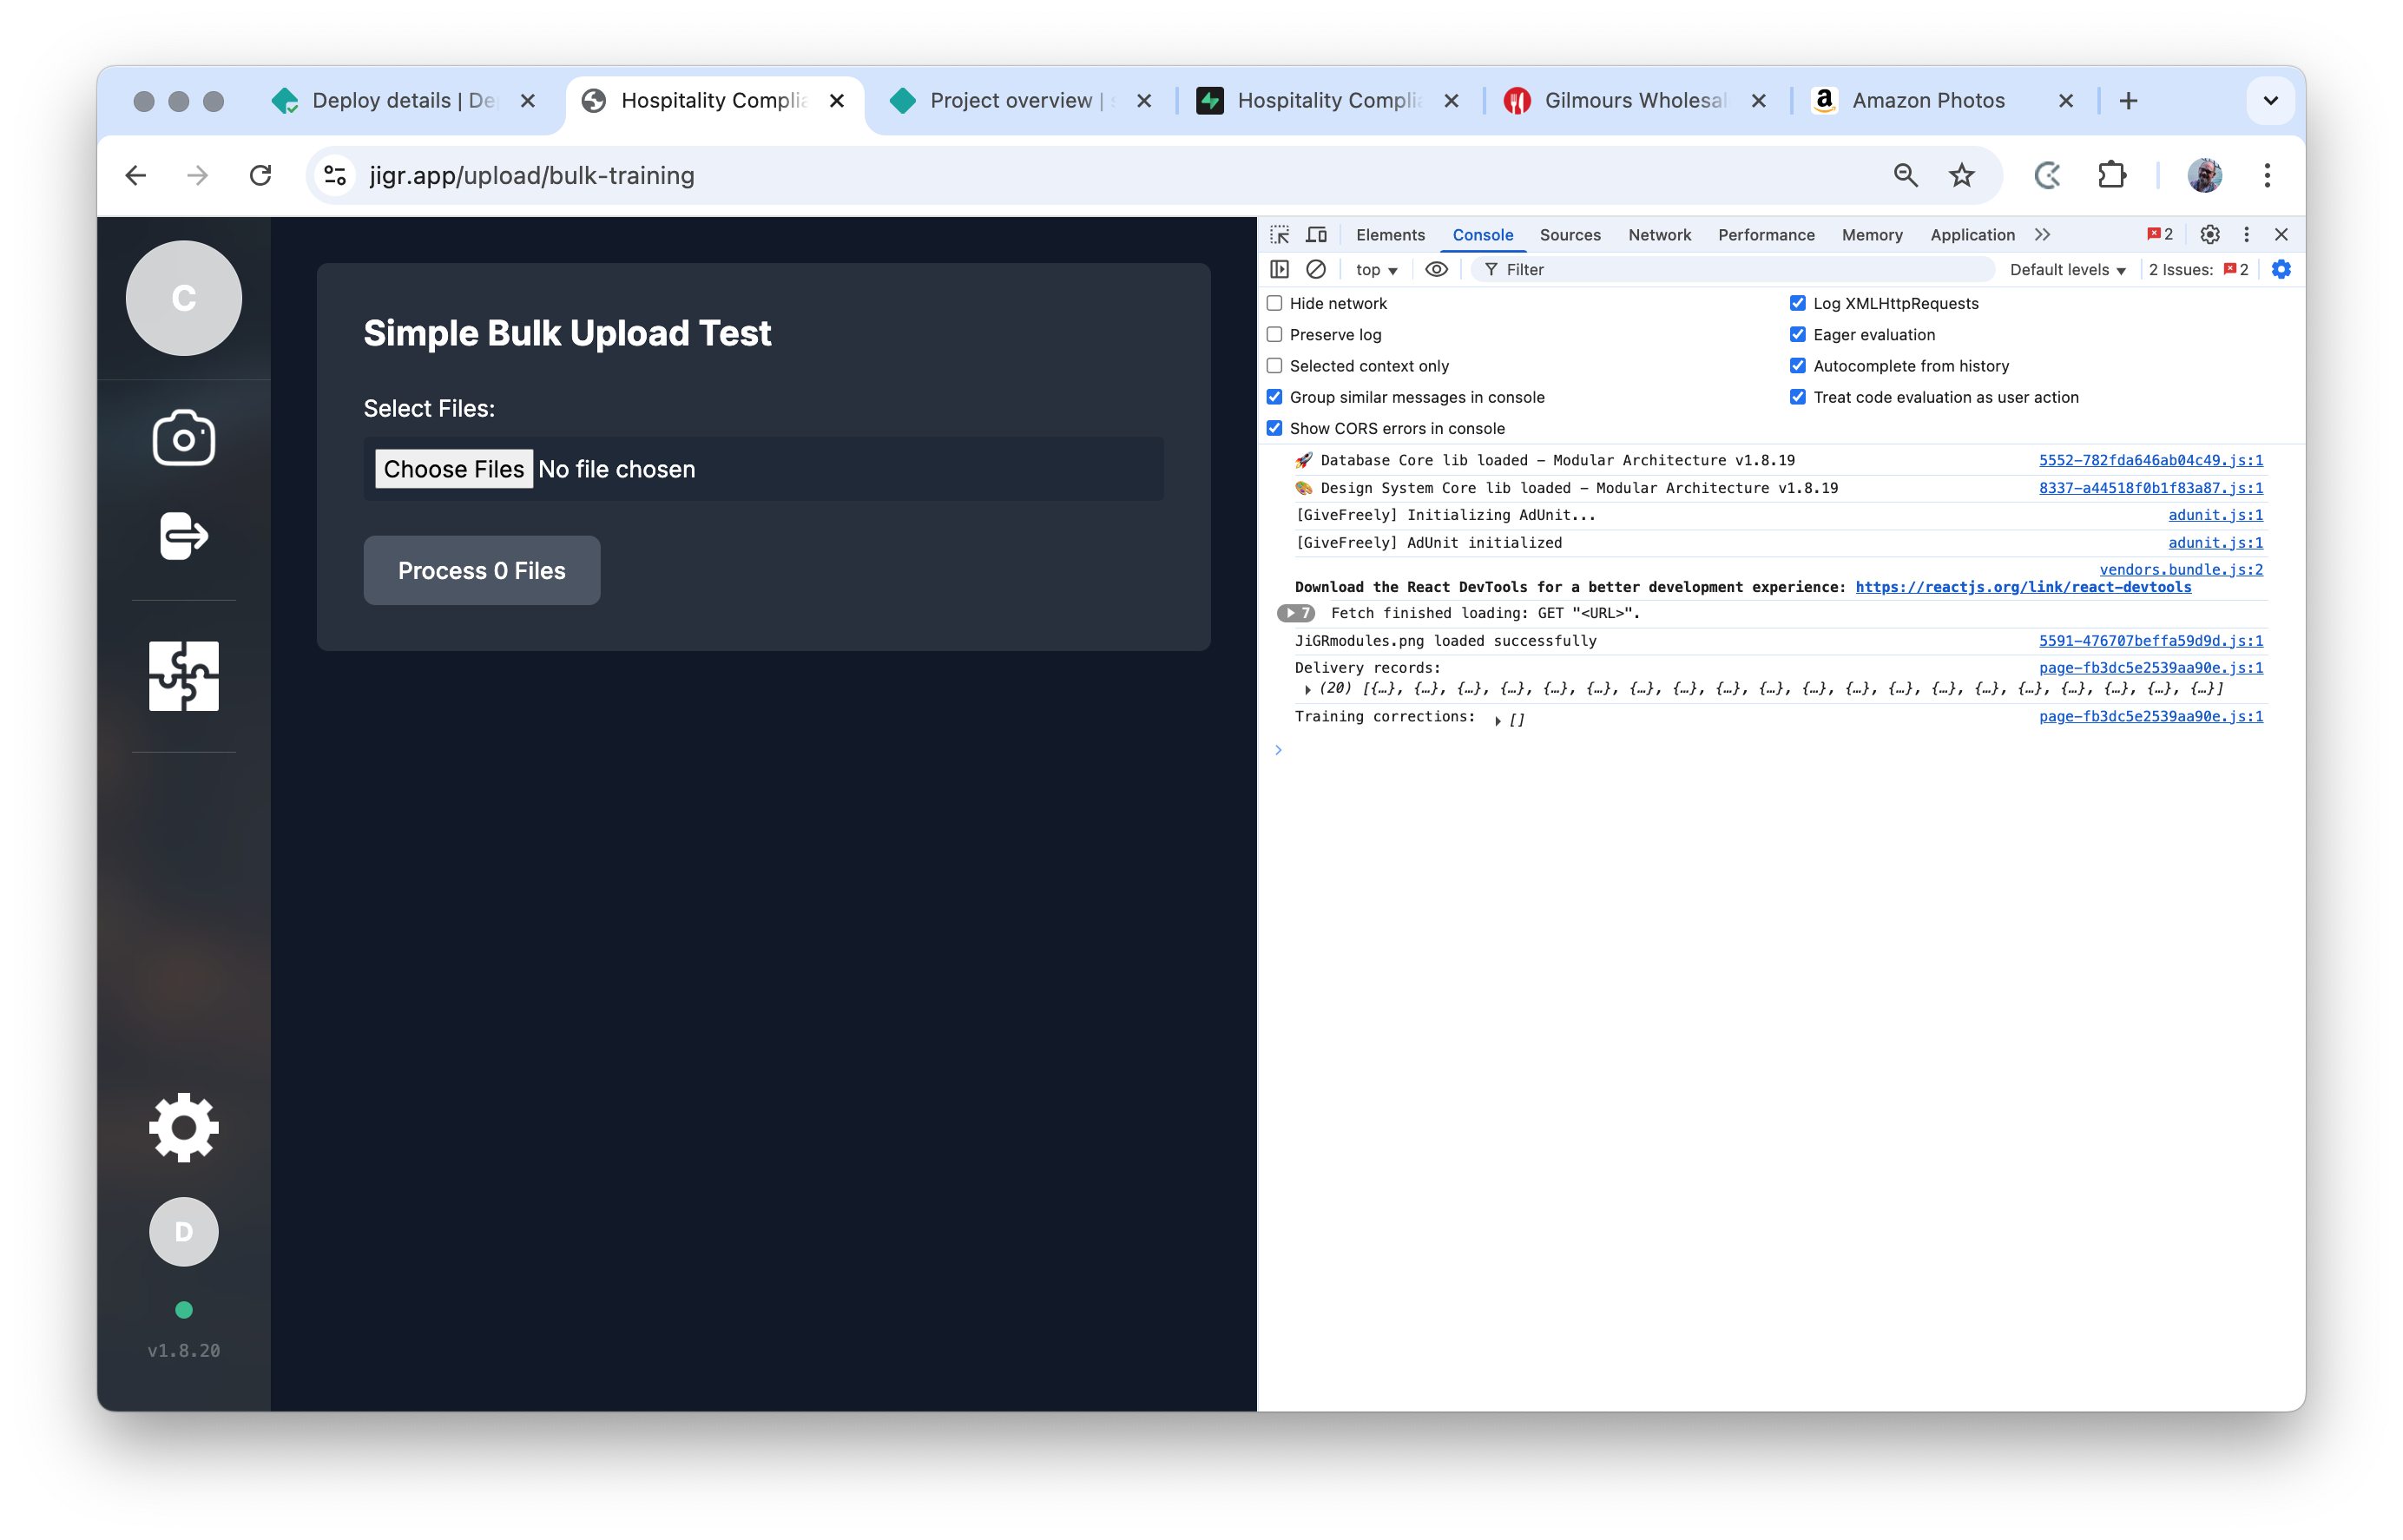 Deploy details | De
Hospitality Complia
Project overview | s
Hospitality Complia
Gilmours Wholesal
Amazon Photos
jigr.app/upload/bulk-training
C
Simple Bulk Upload Test
Select Files:
Choose Files No file chosen
Process 0 Files
D
v1.8.20
Elements Console Sources Network Performance Memory Application 2
top Filter Default levels 2 Issues: 2
Hide network Log XMLHttpRequests
Preserve log Eager evaluation
Selected context only Autocomplete from history
Group similar messages in console Treat code evaluation as user action
Show CORS errors in console
🚀 Database Core lib loaded - Modular Architecture v1.8.19 5552-782fda646ab04c49.js:1
🎨 Design System Core lib loaded - Modular Architecture v1.8.19 8337-a44518f0b1f83a87.js:1
[GiveFreely] Initializing AdUnit... adunit.js:1
[GiveFreely] AdUnit initialized adunit.js:1
vendors.bundle.js:2
Download the React DevTools for a better development experience: https://reactjs.org/link/react-devtools
7 Fetch finished loading: GET "<URL>".
JiGRmodules.png loaded successfully 5591-476707beffa59d9d.js:1
Delivery records: page-fb3dc5e2539aa90e.js:1
(20) [{…}, {…}, {…}, {…}, {…}, {…}, {…}, {…}, {…}, {…}, {…}, {…}, {…}, {…}, {…}, {…}, {…}, {…}, {…}, {…}]
Training corrections: [] page-fb3dc5e2539aa90e.js:1